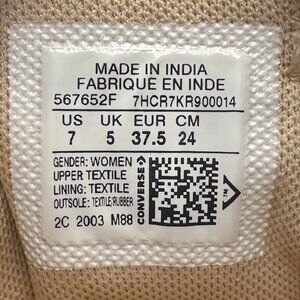 MADE IN INDIA
FABRIQUE EN INDE
567652F 7HCR7KR900014
US UK EUR CM
7 5 37.5 24
GENDER: WOMEN
UPPER TEXTILE
LINING: TEXTILE
OUTSOLE: TEXTILE/RUBBER
2C 2003 M88
CONVERSE